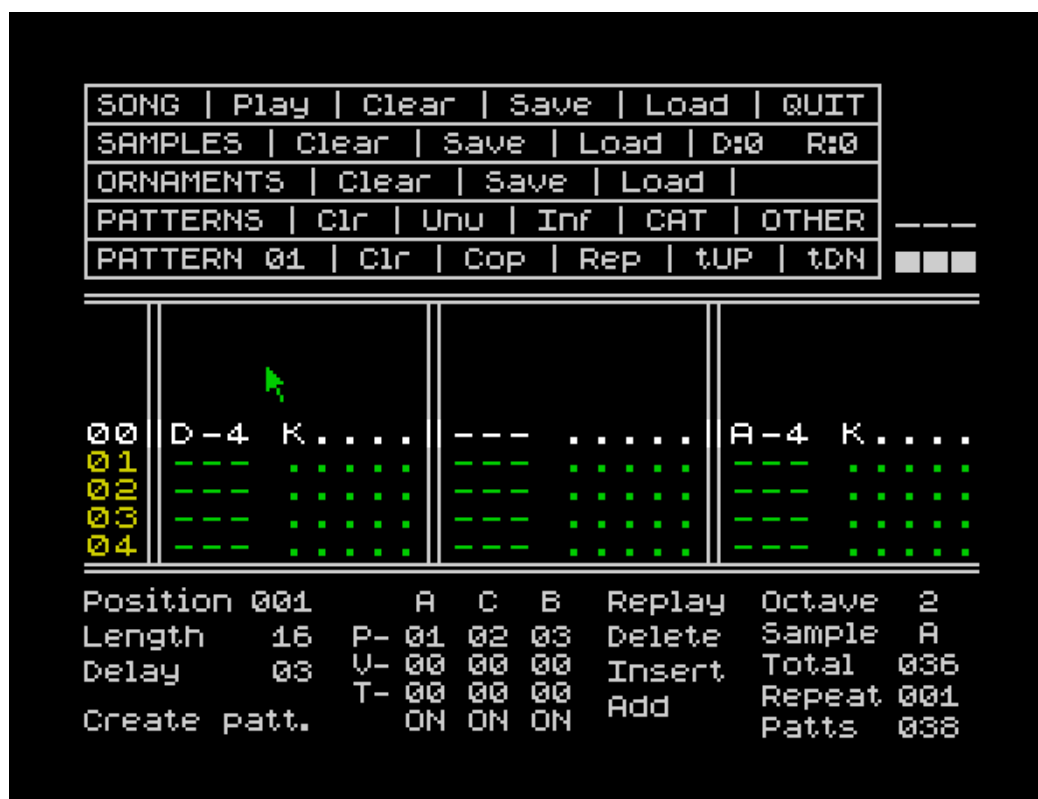 SONG | Play | Clear | Save | Load | QUIT
SAMPLES | Clear | Save | Load | D:0 R:0
ORNAMENTS | Clear | Save | Load |
PATTERNS | Clr | Unu | Inf | CAT | OTHER
PATTERN 01 | Clr | Cop | Rep | tUP | tDN
00 D-4 K.... --- ..... A-4 K....
01 --- ..... --- ..... --- .....
02 --- ..... --- ..... --- .....
03 --- ..... --- ..... --- .....
04 --- ..... --- ..... --- .....
Position 001 A C B Replay Octave 2
Length 16 P- 01 02 03 Delete Sample A
Delay 03 V- 00 00 00 Insert Total 036
T- 00 00 00 Add Repeat 001
Create patt. ON ON ON Patts 038